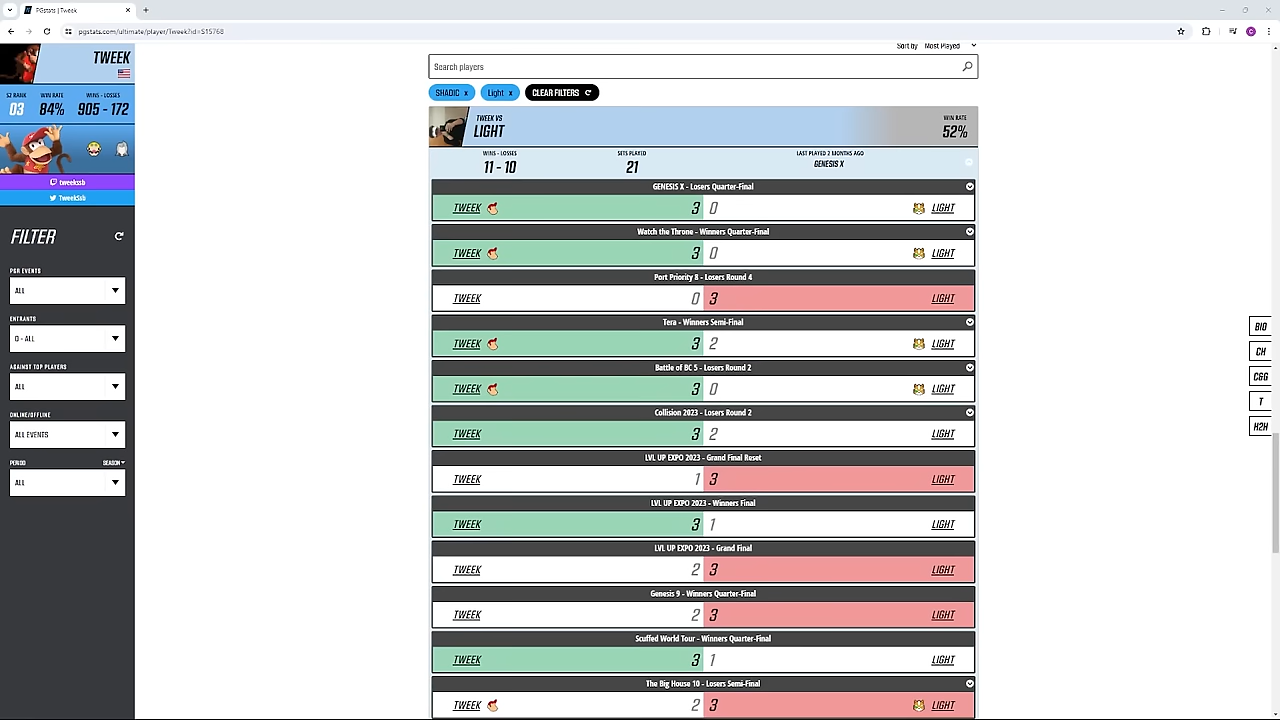 PGstats | Tweek
pgstats.com/ultimate/player/Tweek?id=S15768
TWEEK
S2 RANK WIN RATE WINS - LOSSES
03 84% 905 - 172
tweekssb
TweekSsb
FILTER
PGR EVENTS
ALL
ENTRANTS
0 - ALL
AGAINST TOP PLAYERS
ALL
ONLINE/OFFLINE
ALL EVENTS
PERIOD SEASON
ALL
Sort by Most Played
Search players
SHADIC x Light x CLEAR FILTERS
TWEEK VS
LIGHT
WIN RATE
52%
WINS - LOSSES SETS PLAYED LAST PLAYED 2 MONTHS AGO
11 - 10 21 GENESIS X
GENESIS X - Losers Quarter-Final
TWEEK 3 0 LIGHT
Watch the Throne - Winners Quarter-Final
TWEEK 3 0 LIGHT
Port Priority 8 - Losers Round 4
TWEEK 0 3 LIGHT
Tera - Winners Semi-Final
TWEEK 3 2 LIGHT
Battle of BC 5 - Losers Round 2
TWEEK 3 0 LIGHT
Collision 2023 - Losers Round 2
TWEEK 3 2 LIGHT
LVL UP EXPO 2023 - Grand Final Reset
TWEEK 1 3 LIGHT
LVL UP EXPO 2023 - Winners Final
TWEEK 3 1 LIGHT
LVL UP EXPO 2023 - Grand Final
TWEEK 2 3 LIGHT
Genesis 9 - Winners Quarter-Final
TWEEK 2 3 LIGHT
Scuffed World Tour - Winners Quarter-Final
TWEEK 3 1 LIGHT
The Big House 10 - Losers Semi-Final
TWEEK 2 3 LIGHT
BIO
CH
C&G
T
H2H